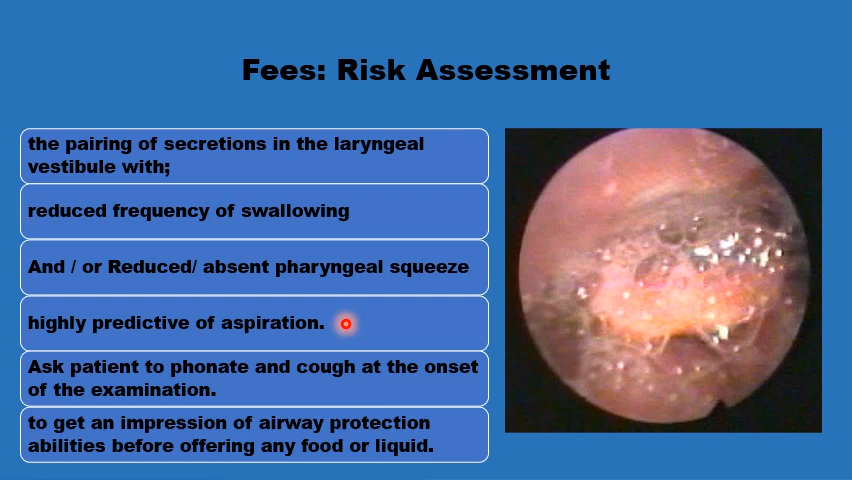 Fees: Risk Assessment
the pairing of secretions in the laryngeal
vestibule with;
reduced frequency of swallowing
And / or Reduced/ absent pharyngeal squeeze
highly predictive of aspiration.
Ask patient to phonate and cough at the onset
of the examination.
to get an impression of airway protection
abilities before offering any food or liquid.